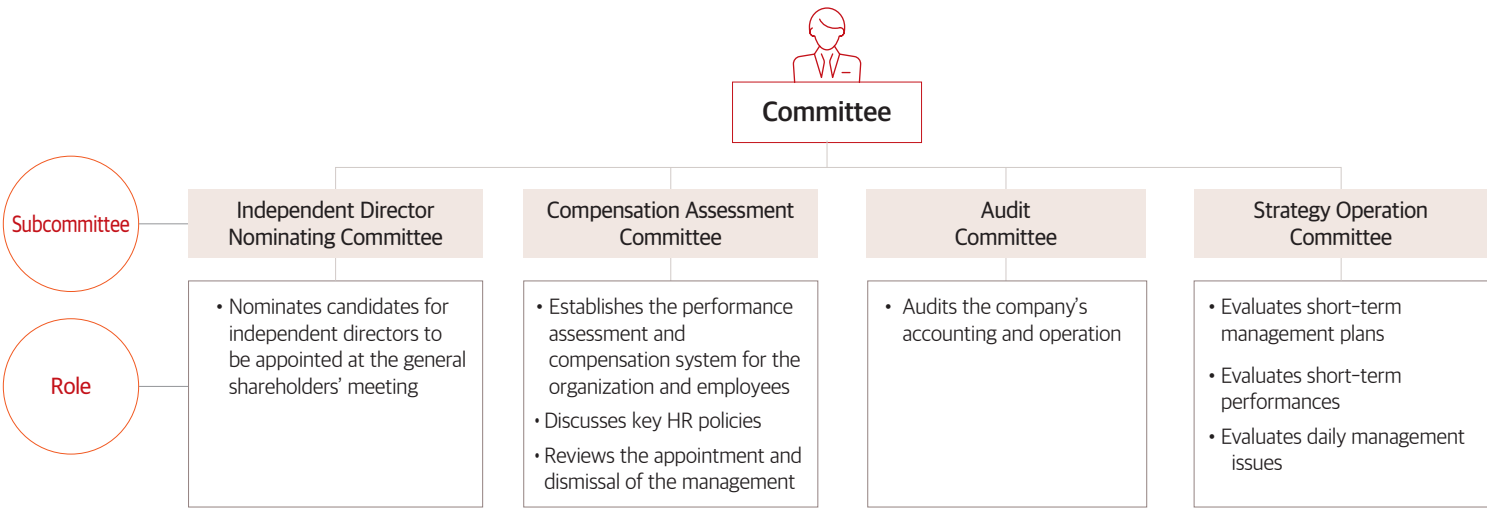 Committee
Subcommittee
Independent Director
Nominating Committee
Compensation Assessment
Committee
Audit
Committee
Strategy Operation
Committee
Role
• Nominates candidates for
independent directors to
be appointed at the general
shareholders’ meeting
• Establishes the performance
assessment and
compensation system for the
organization and employees
• Discusses key HR policies
• Reviews the appointment and
dismissal of the management
• Audits the company’s
accounting and operation
• Evaluates short-term
management plans
• Evaluates short-term
performances
• Evaluates daily management
issues